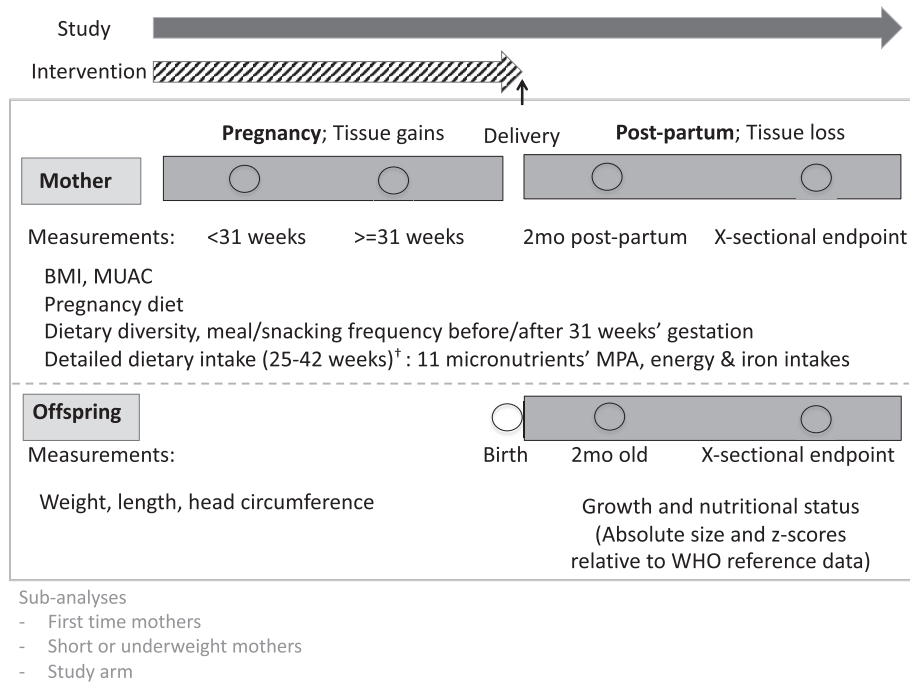 Study
Intervention
Pregnancy; Tissue gains
Delivery
Post-partum; Tissue loss
Mother
Measurements: <31 weeks >=31 weeks 2mo post-partum X-sectional endpoint
BMI, MUAC
Pregnancy diet
Dietary diversity, meal/snacking frequency before/after 31 weeks' gestation
Detailed dietary intake (25-42 weeks)† : 11 micronutrients' MPA, energy & iron intakes
Offspring
Measurements: Birth 2mo old X-sectional endpoint
Weight, length, head circumference
Growth and nutritional status
(Absolute size and z-scores
relative to WHO reference data)
Sub-analyses
- First time mothers
- Short or underweight mothers
- Study arm